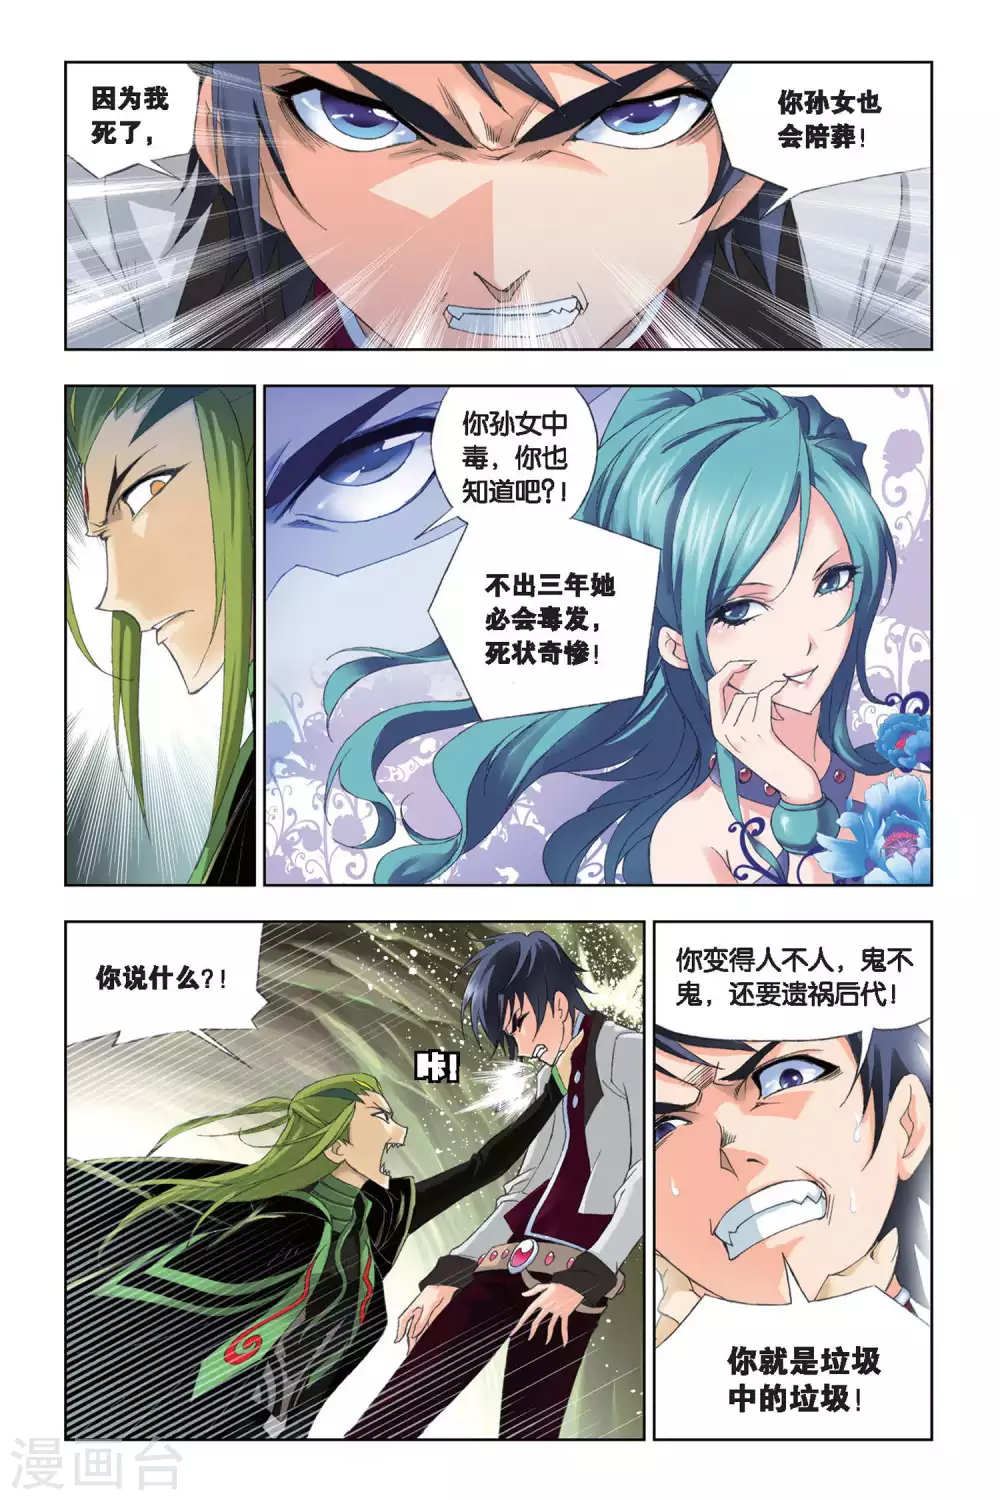 因为我
死了，
你孙女也
会陪葬！
你孙女中
毒，你也
知道吧？！
不出三年她
必会毒发，
死状奇惨！
你说什么？！
咔！
你变得人不人，鬼不
鬼，还要遗祸后代！
你就是垃圾
中的垃圾！
漫画台